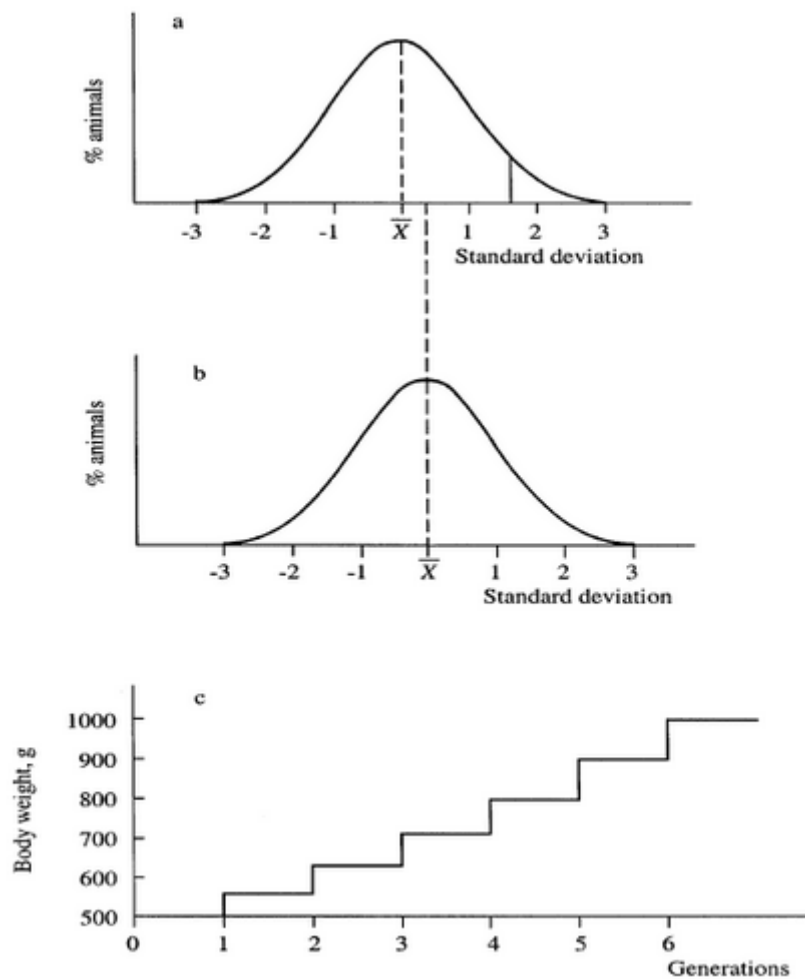 a
% animals
-3 -2 -1 X̅ 1 2 3
Standard deviation
b
% animals
-3 -2 -1 X̅ 1 2 3
Standard deviation
c
Body weight, g
1000
900
800
700
600
500
0 1 2 3 4 5 6
Generations